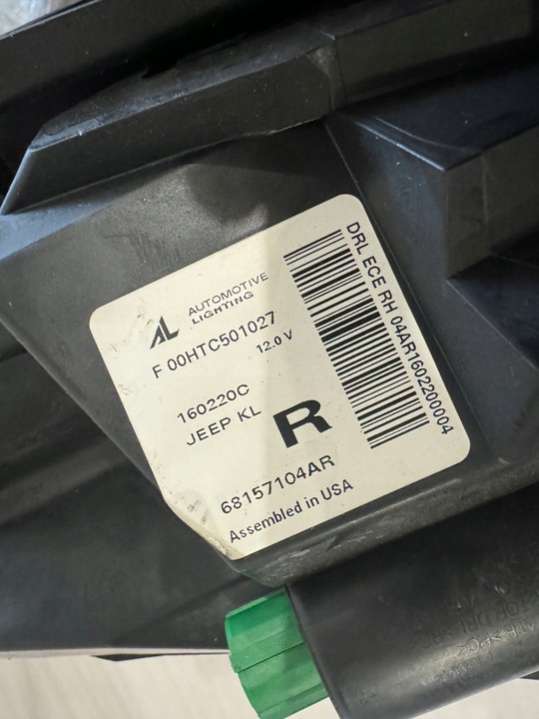 AL AUTOMOTIVE
LIGHTING
F 00HTC501027
12.0 V
160220C
JEEP KL
R
68157104AR
Assembled in USA
DRL ECE RH 04AR1602200004